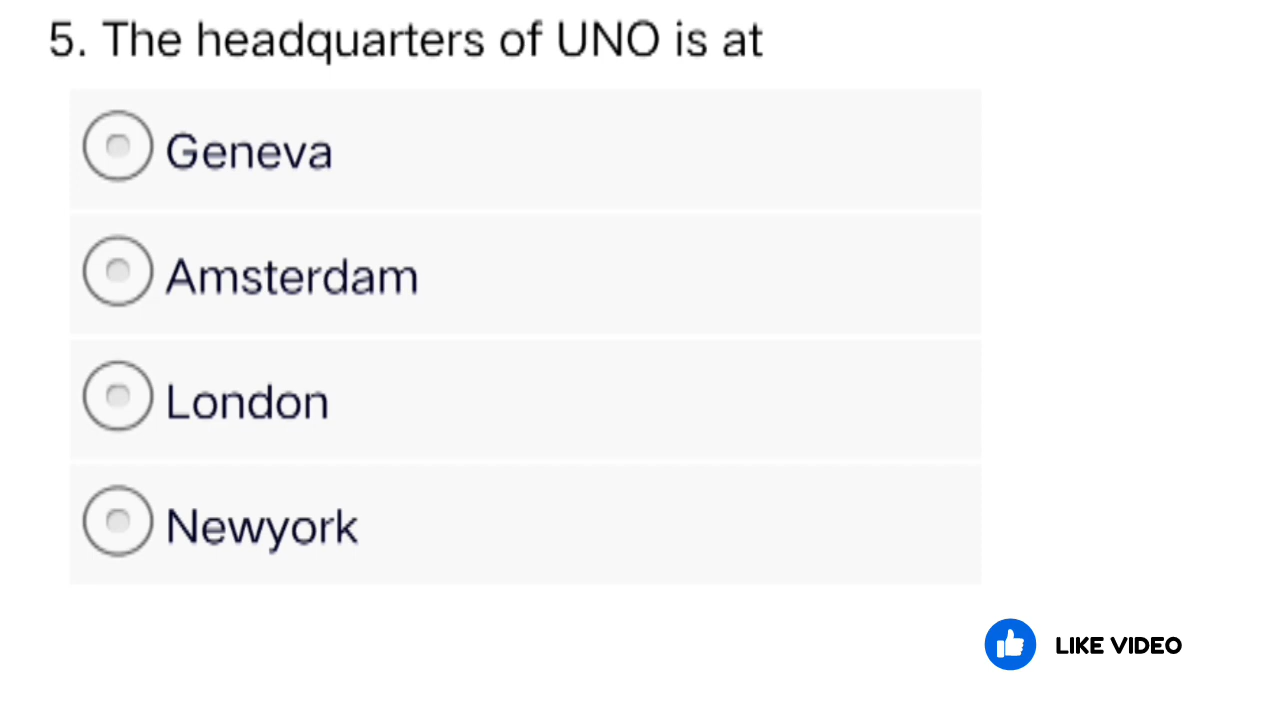 5. The headquarters of UNO is at
Geneva
Amsterdam
London
Newyork
LIKE VIDEO